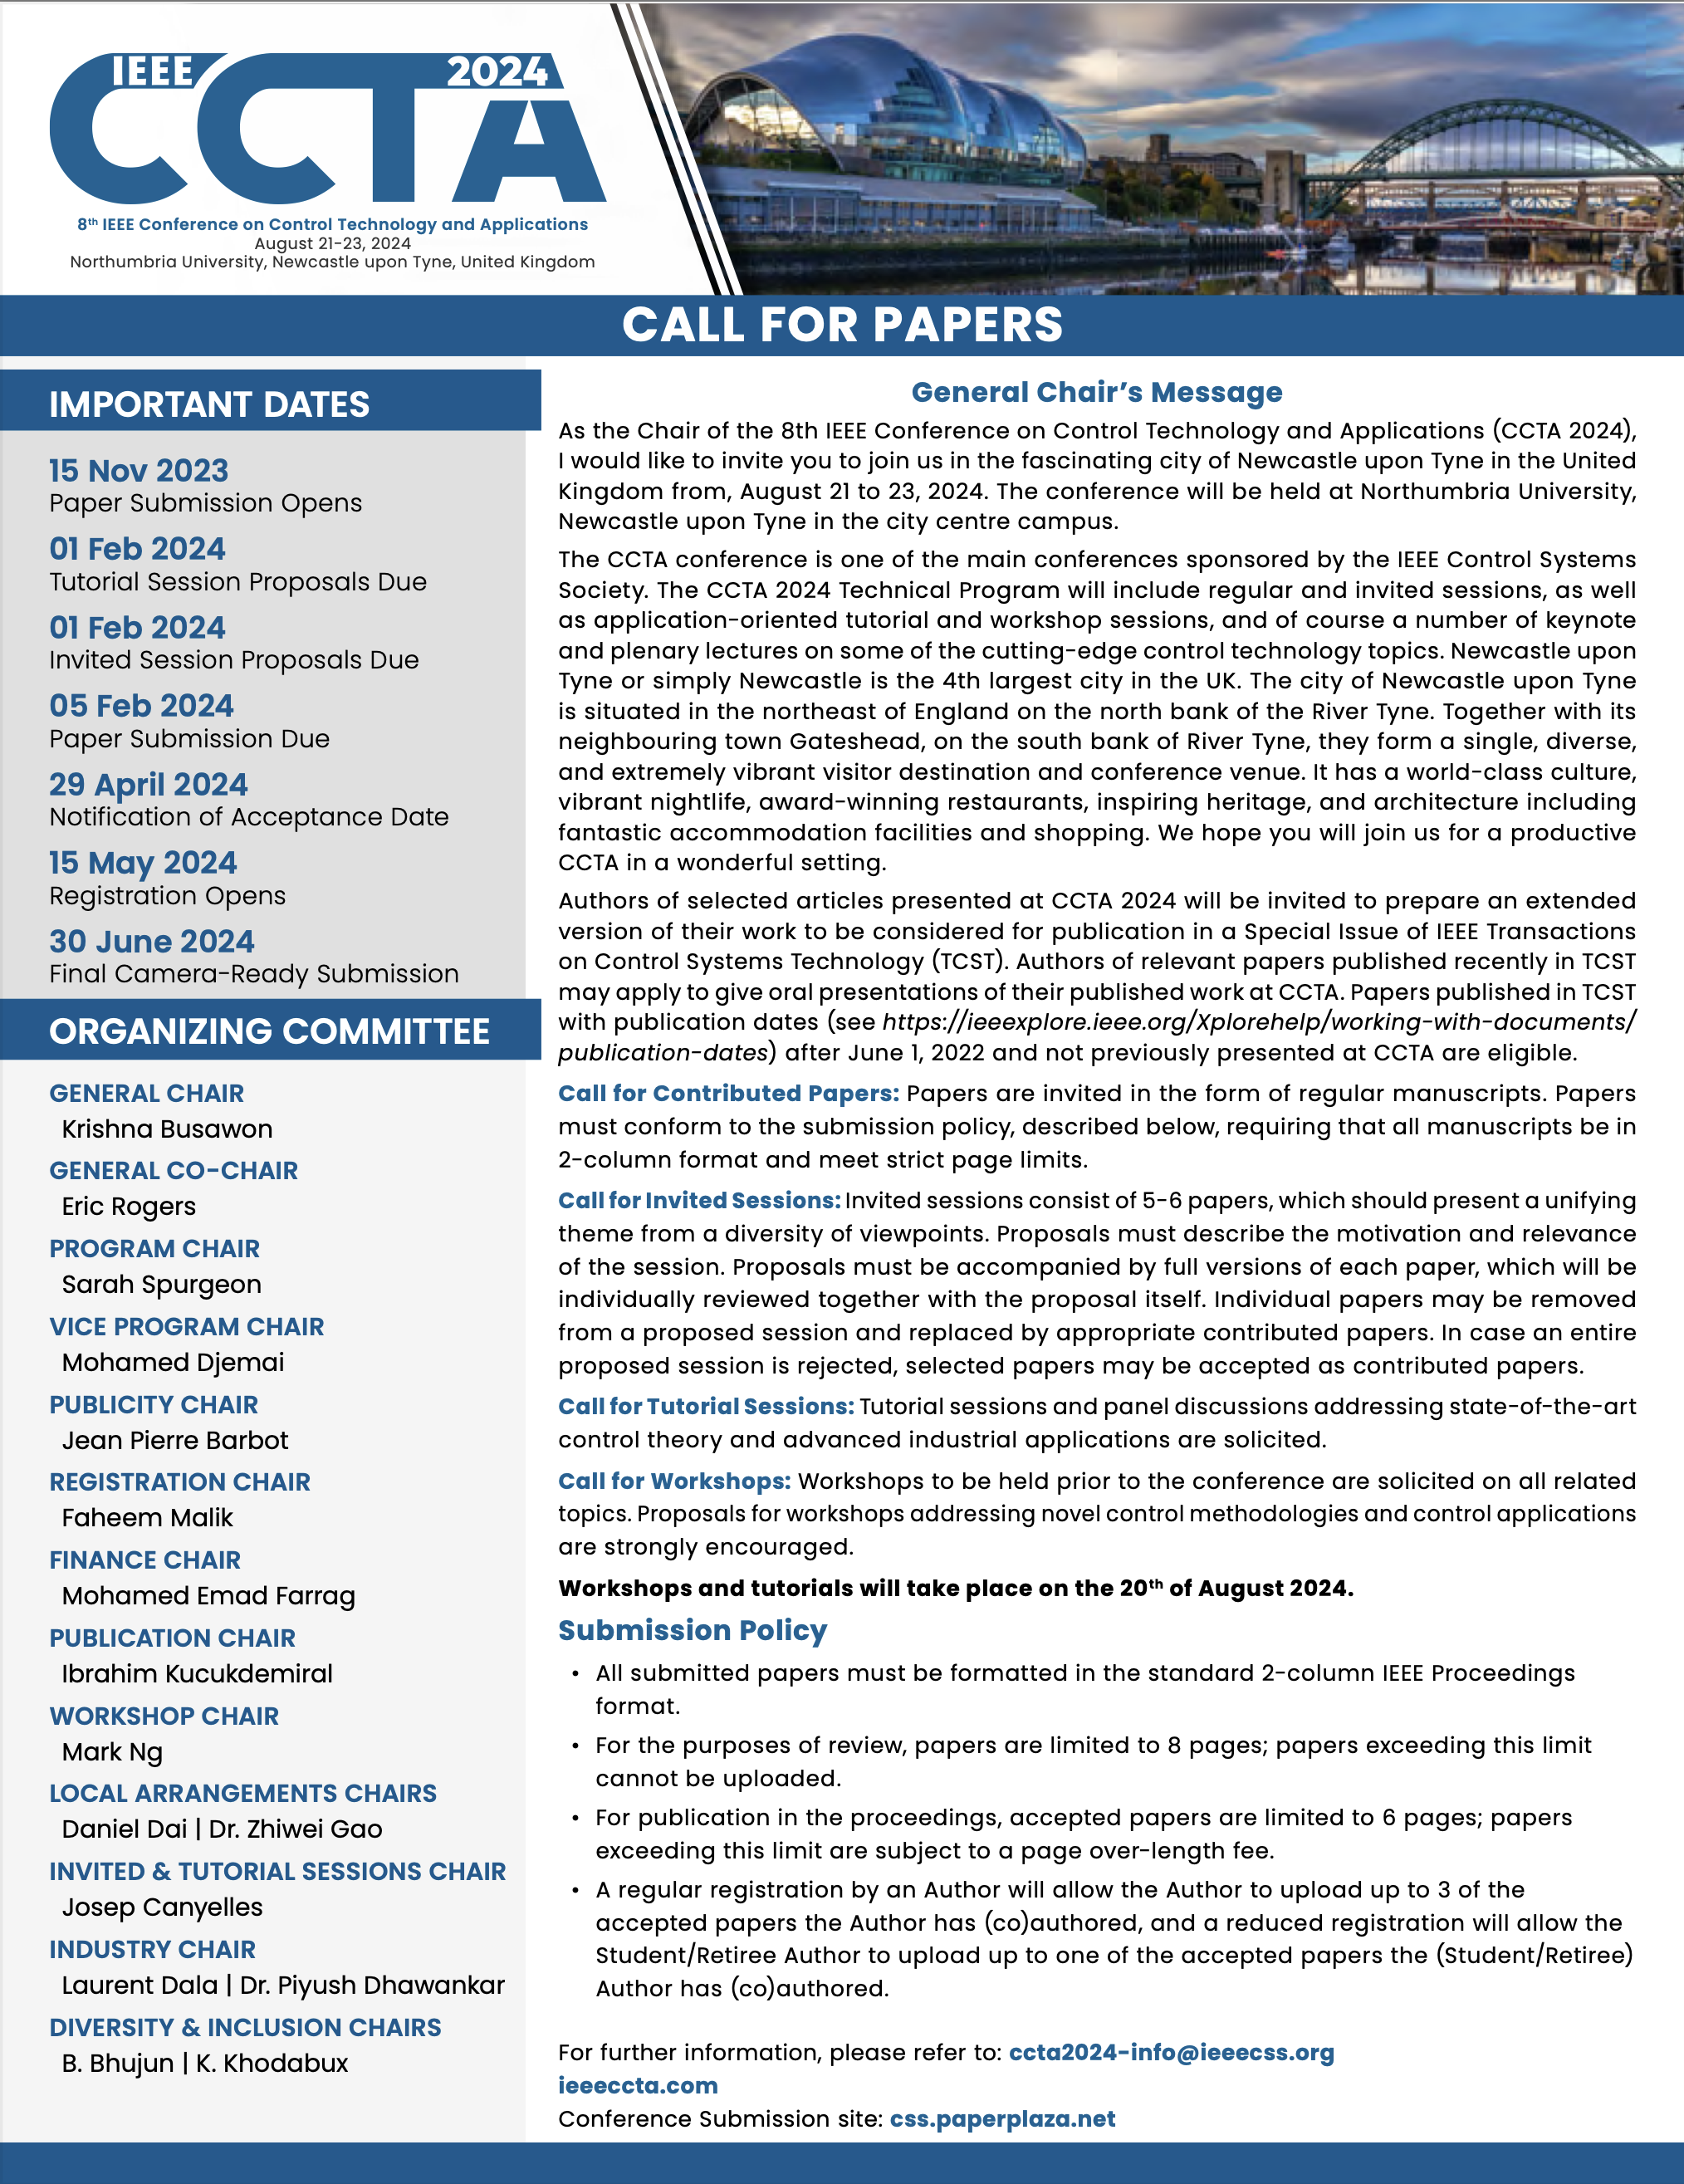 IEEE 2024
CCTA
8th IEEE Conference on Control Technology and Applications
August 21-23, 2024
Northumbria University, Newcastle upon Tyne, United Kingdom
CALL FOR PAPERS
IMPORTANT DATES
15 Nov 2023
Paper Submission Opens
01 Feb 2024
Tutorial Session Proposals Due
01 Feb 2024
Invited Session Proposals Due
05 Feb 2024
Paper Submission Due
29 April 2024
Notification of Acceptance Date
15 May 2024
Registration Opens
30 June 2024
Final Camera-Ready Submission
ORGANIZING COMMITTEE
GENERAL CHAIR
Krishna Busawon
GENERAL CO-CHAIR
Eric Rogers
PROGRAM CHAIR
Sarah Spurgeon
VICE PROGRAM CHAIR
Mohamed Djemai
PUBLICITY CHAIR
Jean Pierre Barbot
REGISTRATION CHAIR
Faheem Malik
FINANCE CHAIR
Mohamed Emad Farrag
PUBLICATION CHAIR
Ibrahim Kucukdemiral
WORKSHOP CHAIR
Mark Ng
LOCAL ARRANGEMENTS CHAIRS
Daniel Dai | Dr. Zhiwei Gao
INVITED & TUTORIAL SESSIONS CHAIR
Josep Canyelles
INDUSTRY CHAIR
Laurent Dala | Dr. Piyush Dhawankar
DIVERSITY & INCLUSION CHAIRS
B. Bhujun | K. Khodabux
General Chair's Message
As the Chair of the 8th IEEE Conference on Control Technology and Applications (CCTA 2024),
I would like to invite you to join us in the fascinating city of Newcastle upon Tyne in the United
Kingdom from, August 21 to 23, 2024. The conference will be held at Northumbria University,
Newcastle upon Tyne in the city centre campus.
The CCTA conference is one of the main conferences sponsored by the IEEE Control Systems
Society. The CCTA 2024 Technical Program will include regular and invited sessions, as well
as application-oriented tutorial and workshop sessions, and of course a number of keynote
and plenary lectures on some of the cutting-edge control technology topics. Newcastle upon
Tyne or simply Newcastle is the 4th largest city in the UK. The city of Newcastle upon Tyne
is situated in the northeast of England on the north bank of the River Tyne. Together with its
neighbouring town Gateshead, on the south bank of River Tyne, they form a single, diverse,
and extremely vibrant visitor destination and conference venue. It has a world-class culture,
vibrant nightlife, award-winning restaurants, inspiring heritage, and architecture including
fantastic accommodation facilities and shopping. We hope you will join us for a productive
CCTA in a wonderful setting.
Authors of selected articles presented at CCTA 2024 will be invited to prepare an extended
version of their work to be considered for publication in a Special Issue of IEEE Transactions
on Control Systems Technology (TCST). Authors of relevant papers published recently in TCST
may apply to give oral presentations of their published work at CCTA. Papers published in TCST
with publication dates (see https://ieeexplore.ieee.org/Xplorehelp/working-with-documents/
publication-dates) after June 1, 2022 and not previously presented at CCTA are eligible.
Call for Contributed Papers: Papers are invited in the form of regular manuscripts. Papers
must conform to the submission policy, described below, requiring that all manuscripts be in
2-column format and meet strict page limits.
Call for Invited Sessions: Invited sessions consist of 5-6 papers, which should present a unifying
theme from a diversity of viewpoints. Proposals must describe the motivation and relevance
of the session. Proposals must be accompanied by full versions of each paper, which will be
individually reviewed together with the proposal itself. Individual papers may be removed
from a proposed session and replaced by appropriate contributed papers. In case an entire
proposed session is rejected, selected papers may be accepted as contributed papers.
Call for Tutorial Sessions: Tutorial sessions and panel discussions addressing state-of-the-art
control theory and advanced industrial applications are solicited.
Call for Workshops: Workshops to be held prior to the conference are solicited on all related
topics. Proposals for workshops addressing novel control methodologies and control applications
are strongly encouraged.
Workshops and tutorials will take place on the 20th of August 2024.
Submission Policy
• All submitted papers must be formatted in the standard 2-column IEEE Proceedings
format.
• For the purposes of review, papers are limited to 8 pages; papers exceeding this limit
cannot be uploaded.
• For publication in the proceedings, accepted papers are limited to 6 pages; papers
exceeding this limit are subject to a page over-length fee.
• A regular registration by an Author will allow the Author to upload up to 3 of the
accepted papers the Author has (co)authored, and a reduced registration will allow the
Student/Retiree Author to upload up to one of the accepted papers the (Student/Retiree)
Author has (co)authored.
For further information, please refer to: ccta2024-info@ieeecss.org
ieeeccta.com
Conference Submission site: css.paperplaza.net